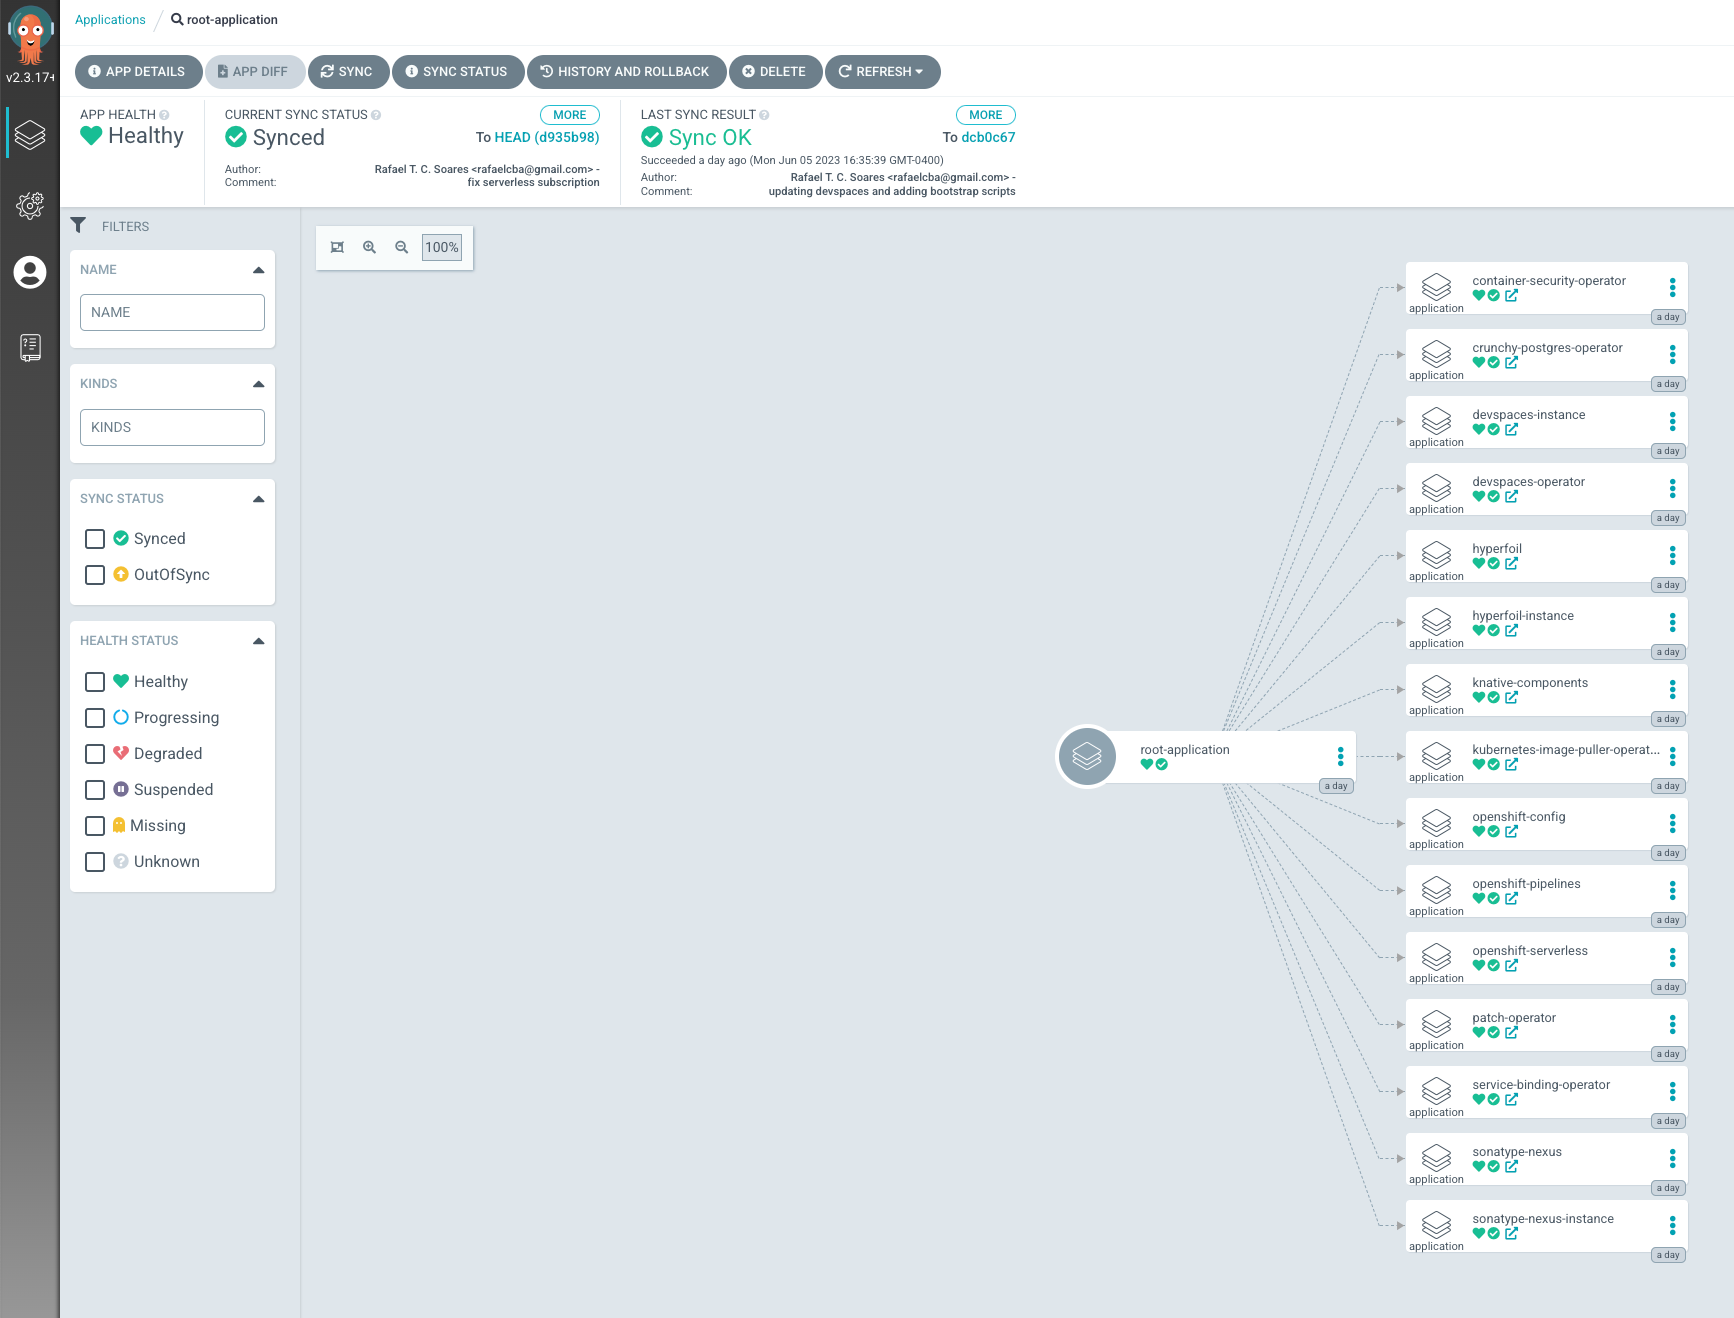 Applications / root-application
v2.3.17+
APP DETAILS APP DIFF SYNC SYNC STATUS HISTORY AND ROLLBACK DELETE REFRESH
APP HEALTH
Healthy
CURRENT SYNC STATUS MORE
Synced To HEAD (d935b98)
Author: Rafael T. C. Soares <rafaelcba@gmail.com> -
Comment: fix serverless subscription
LAST SYNC RESULT MORE
Sync OK To dcb0c67
Succeeded a day ago (Mon Jun 05 2023 16:35:39 GMT-0400)
Author: Rafael T. C. Soares <rafaelcba@gmail.com> -
Comment: updating devspaces and adding bootstrap scripts
FILTERS
NAME
NAME
KINDS
KINDS
SYNC STATUS
Synced
OutOfSync
HEALTH STATUS
Healthy
Progressing
Degraded
Suspended
Missing
Unknown
100%
root-application
a day
container-security-operator
application
a day
crunchy-postgres-operator
application
a day
devspaces-instance
application
a day
devspaces-operator
application
a day
hyperfoil
application
a day
hyperfoil-instance
application
a day
knative-components
application
a day
kubernetes-image-puller-operat...
application
a day
openshift-config
application
a day
openshift-pipelines
application
a day
openshift-serverless
application
a day
patch-operator
application
a day
service-binding-operator
application
a day
sonatype-nexus
application
a day
sonatype-nexus-instance
application
a day